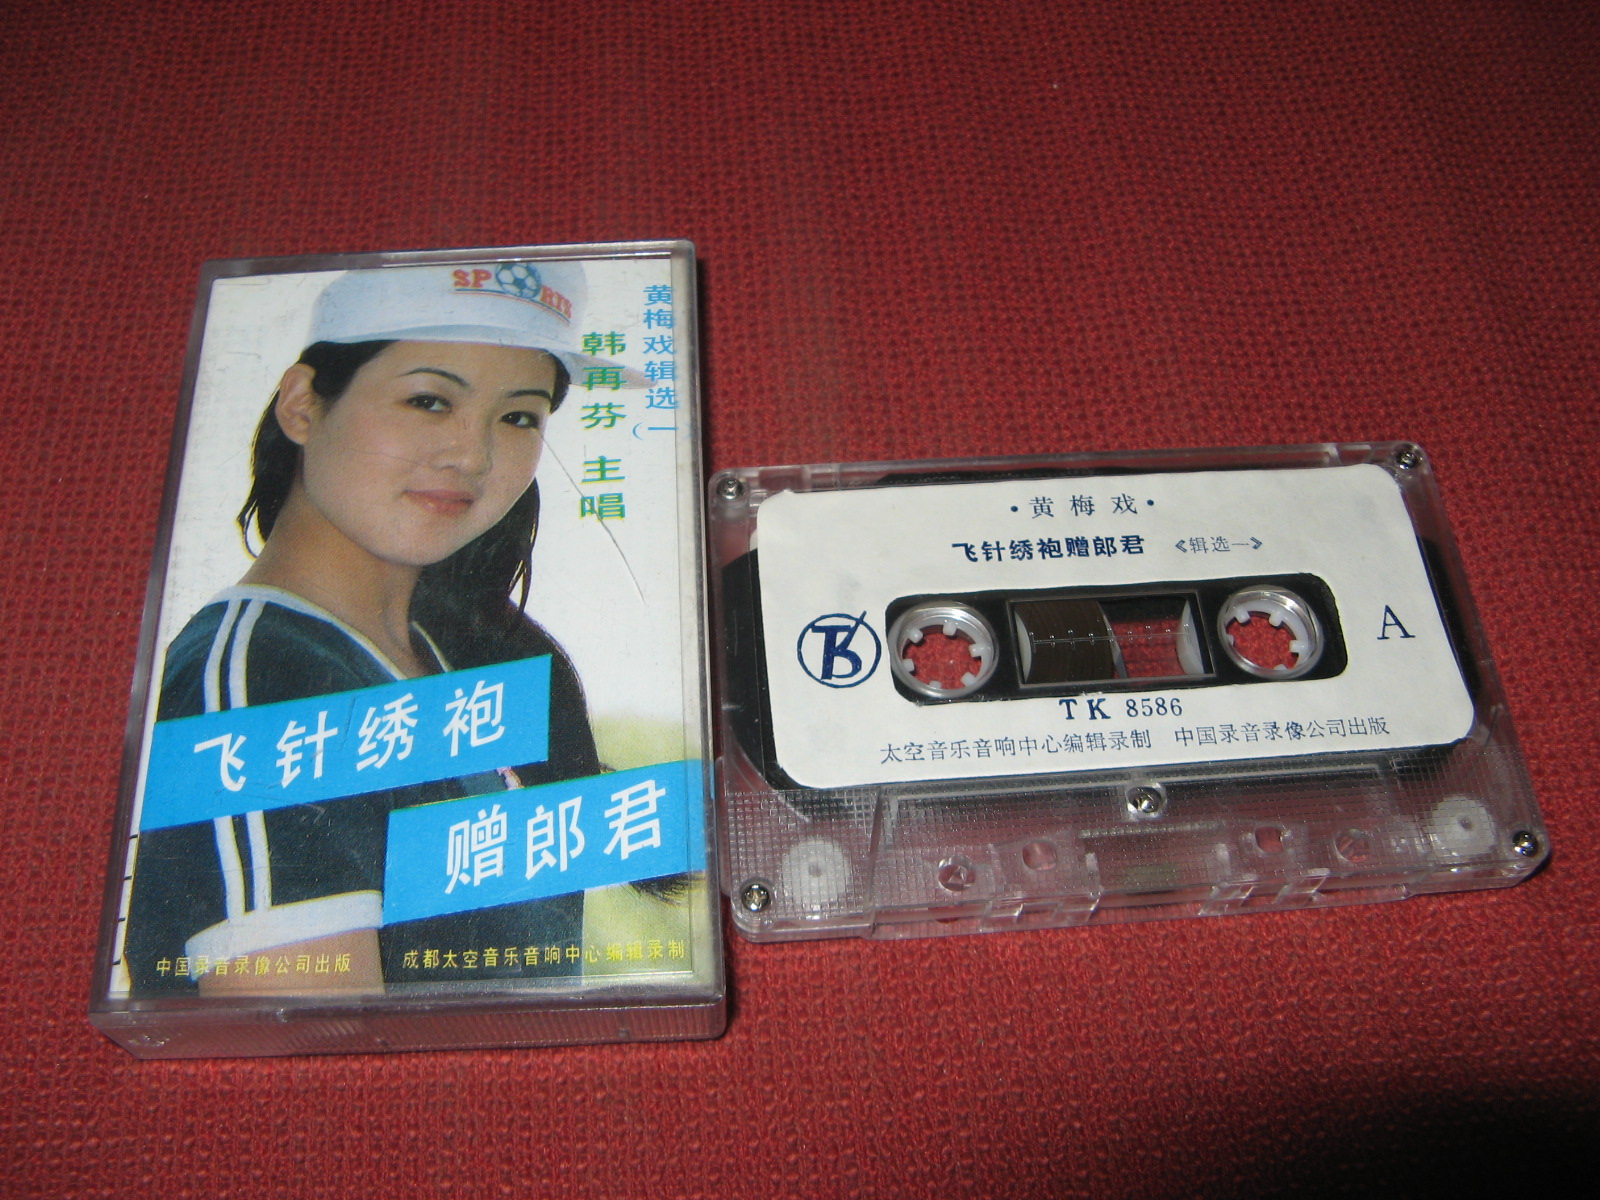 SPORTS
黄梅戏辑选(一
韩再芬 主唱
飞针绣袍
赠郎君
中国录音录像公司出版 成都太空音乐音响中心编辑录制
·黄梅戏·
飞针绣袍赠郎君 《辑选一》
A
TK 8586
太空音乐音响中心编辑录制 中国录音录像公司出版